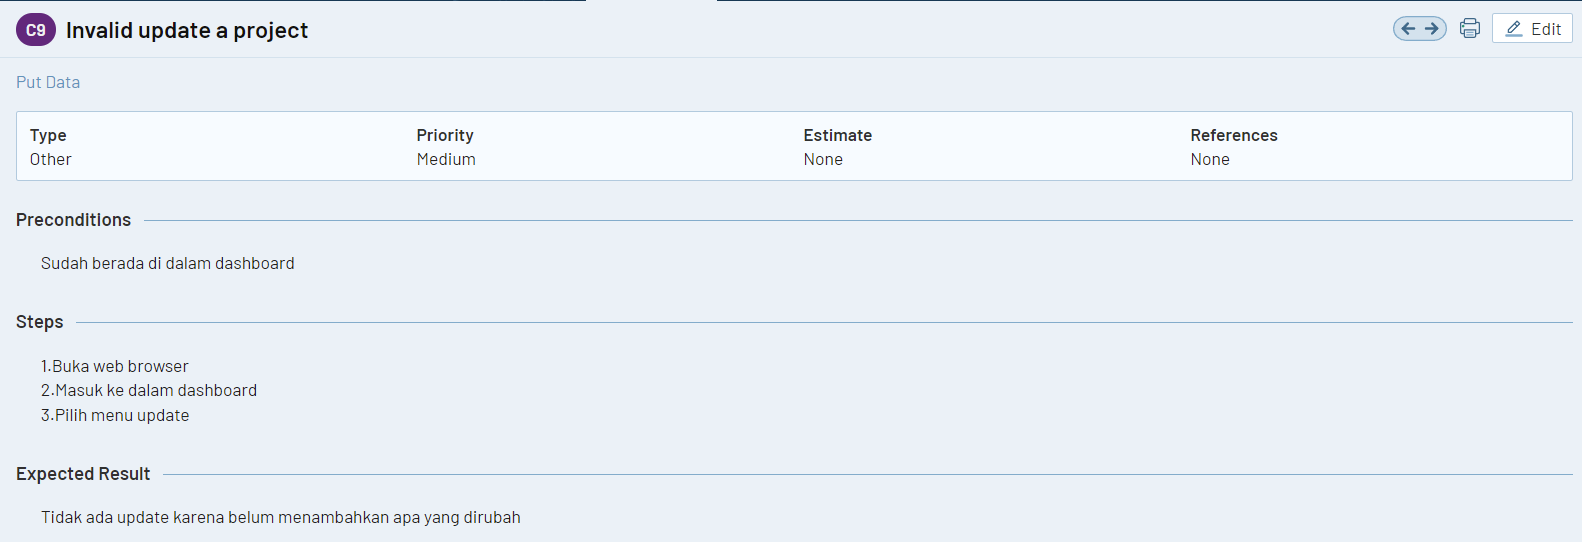 C9 Invalid update a project
Edit
Put Data
Type Priority Estimate References
Other Medium None None
Preconditions
Sudah berada di dalam dashboard
Steps
1.Buka web browser
2.Masuk ke dalam dashboard
3.Pilih menu update
Expected Result
Tidak ada update karena belum menambahkan apa yang dirubah